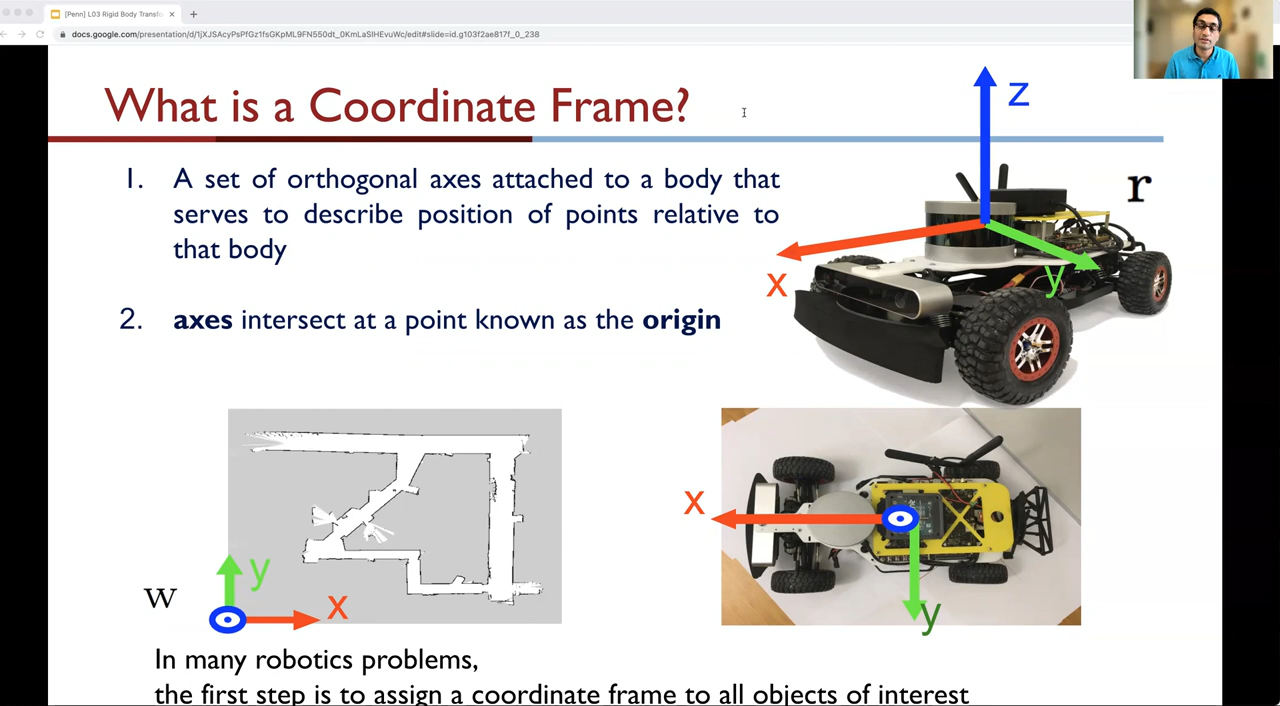 [Penn] L03 Rigid Body Transfo
docs.google.com/presentation/d/1jXJSAcyPsPfGz1fsGKpML9FN550dt_0KmLaSIHEvuWc/edit#slide=id.g103f2ae817f_0_238
What is a Coordinate Frame?
1. A set of orthogonal axes attached to a body that
serves to describe position of points relative to
that body
2. axes intersect at a point known as the origin
z
r
x
y
x
y
w
y
x
In many robotics problems,
the first step is to assign a coordinate frame to all objects of interest